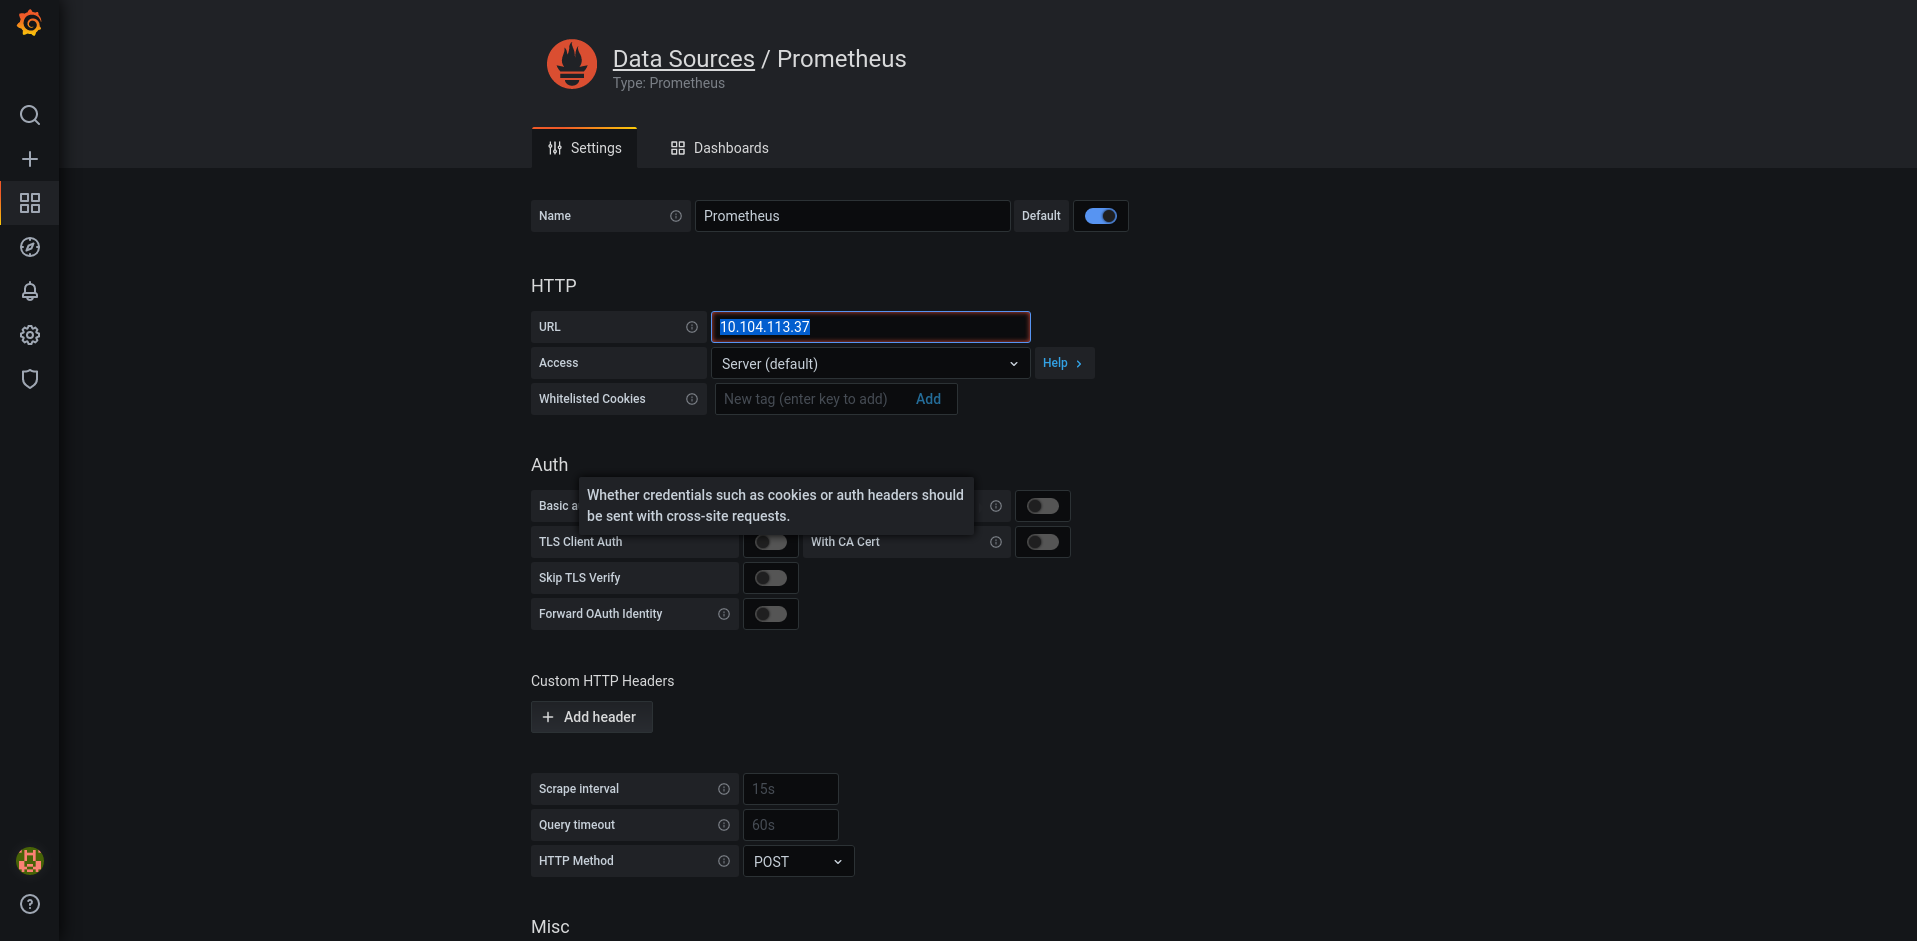 Data Sources / Prometheus
Type: Prometheus
Settings
Dashboards
Name
Prometheus
Default
HTTP
URL
10.104.113.37
Access
Server (default)
Help
Whitelisted Cookies
New tag (enter key to add)
Add
Auth
Basic a
Whether credentials such as cookies or auth headers should
be sent with cross-site requests.
TLS Client Auth
With CA Cert
Skip TLS Verify
Forward OAuth Identity
Custom HTTP Headers
Add header
Scrape interval
15s
Query timeout
60s
HTTP Method
POST
Misc